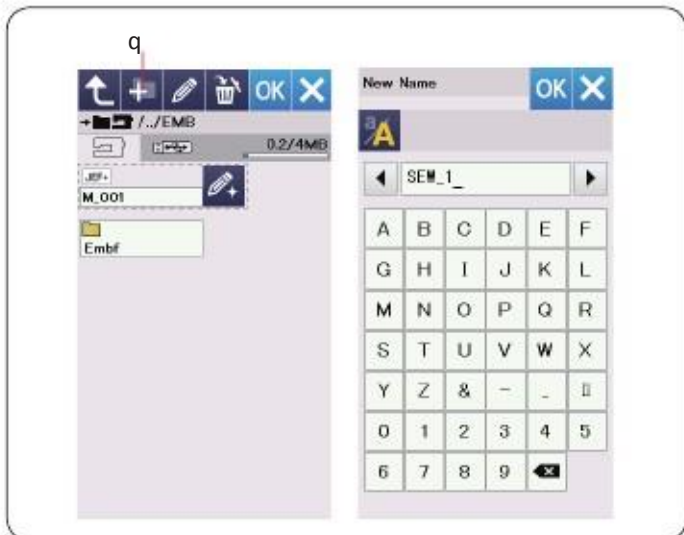 q
OK
/../EMB
0.2/4MB
M_001
Embf
New Name
OK
a/A
SEW_1_
A B C D E F
G H I J K L
M N O P Q R
S T U V W X
Y Z & - _
0 1 2 3 4 5
6 7 8 9